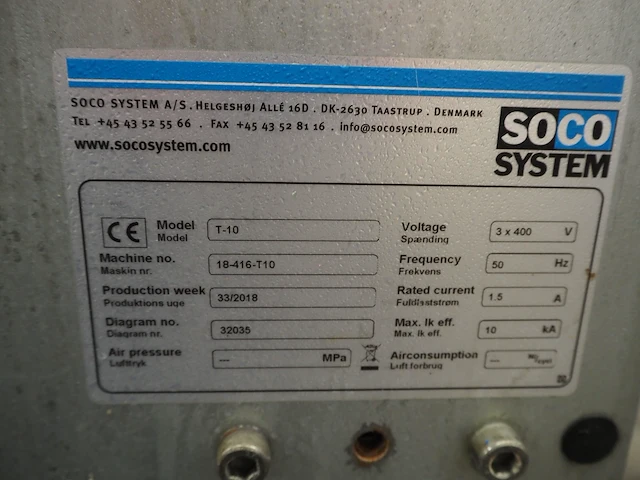 SOCO SYSTEM A/S . HELGESHØJ ALLÉ 16D . DK-2630 TAASTRUP . DENMARK
TEL +45 43 52 55 66 . FAX +45 43 52 81 16 . info@socosystem.com
www.socosystem.com
SOCO
SYSTEM
CE
Model T-10 Voltage 3 x 400 V
Model Spænding
Machine no. 18-416-T10 Frequency 50 Hz
Maskin nr. Frekvens
Production week 33/2018 Rated current 1.5 A
Produktions uge Fuldlaststrøm
Diagram no. 32035 Max. Ik eff. 10 kA
Diagram nr. Max. Ik eff.
Air pressure --- MPa Airconsumption ---
Lufttryk Luft forbrug